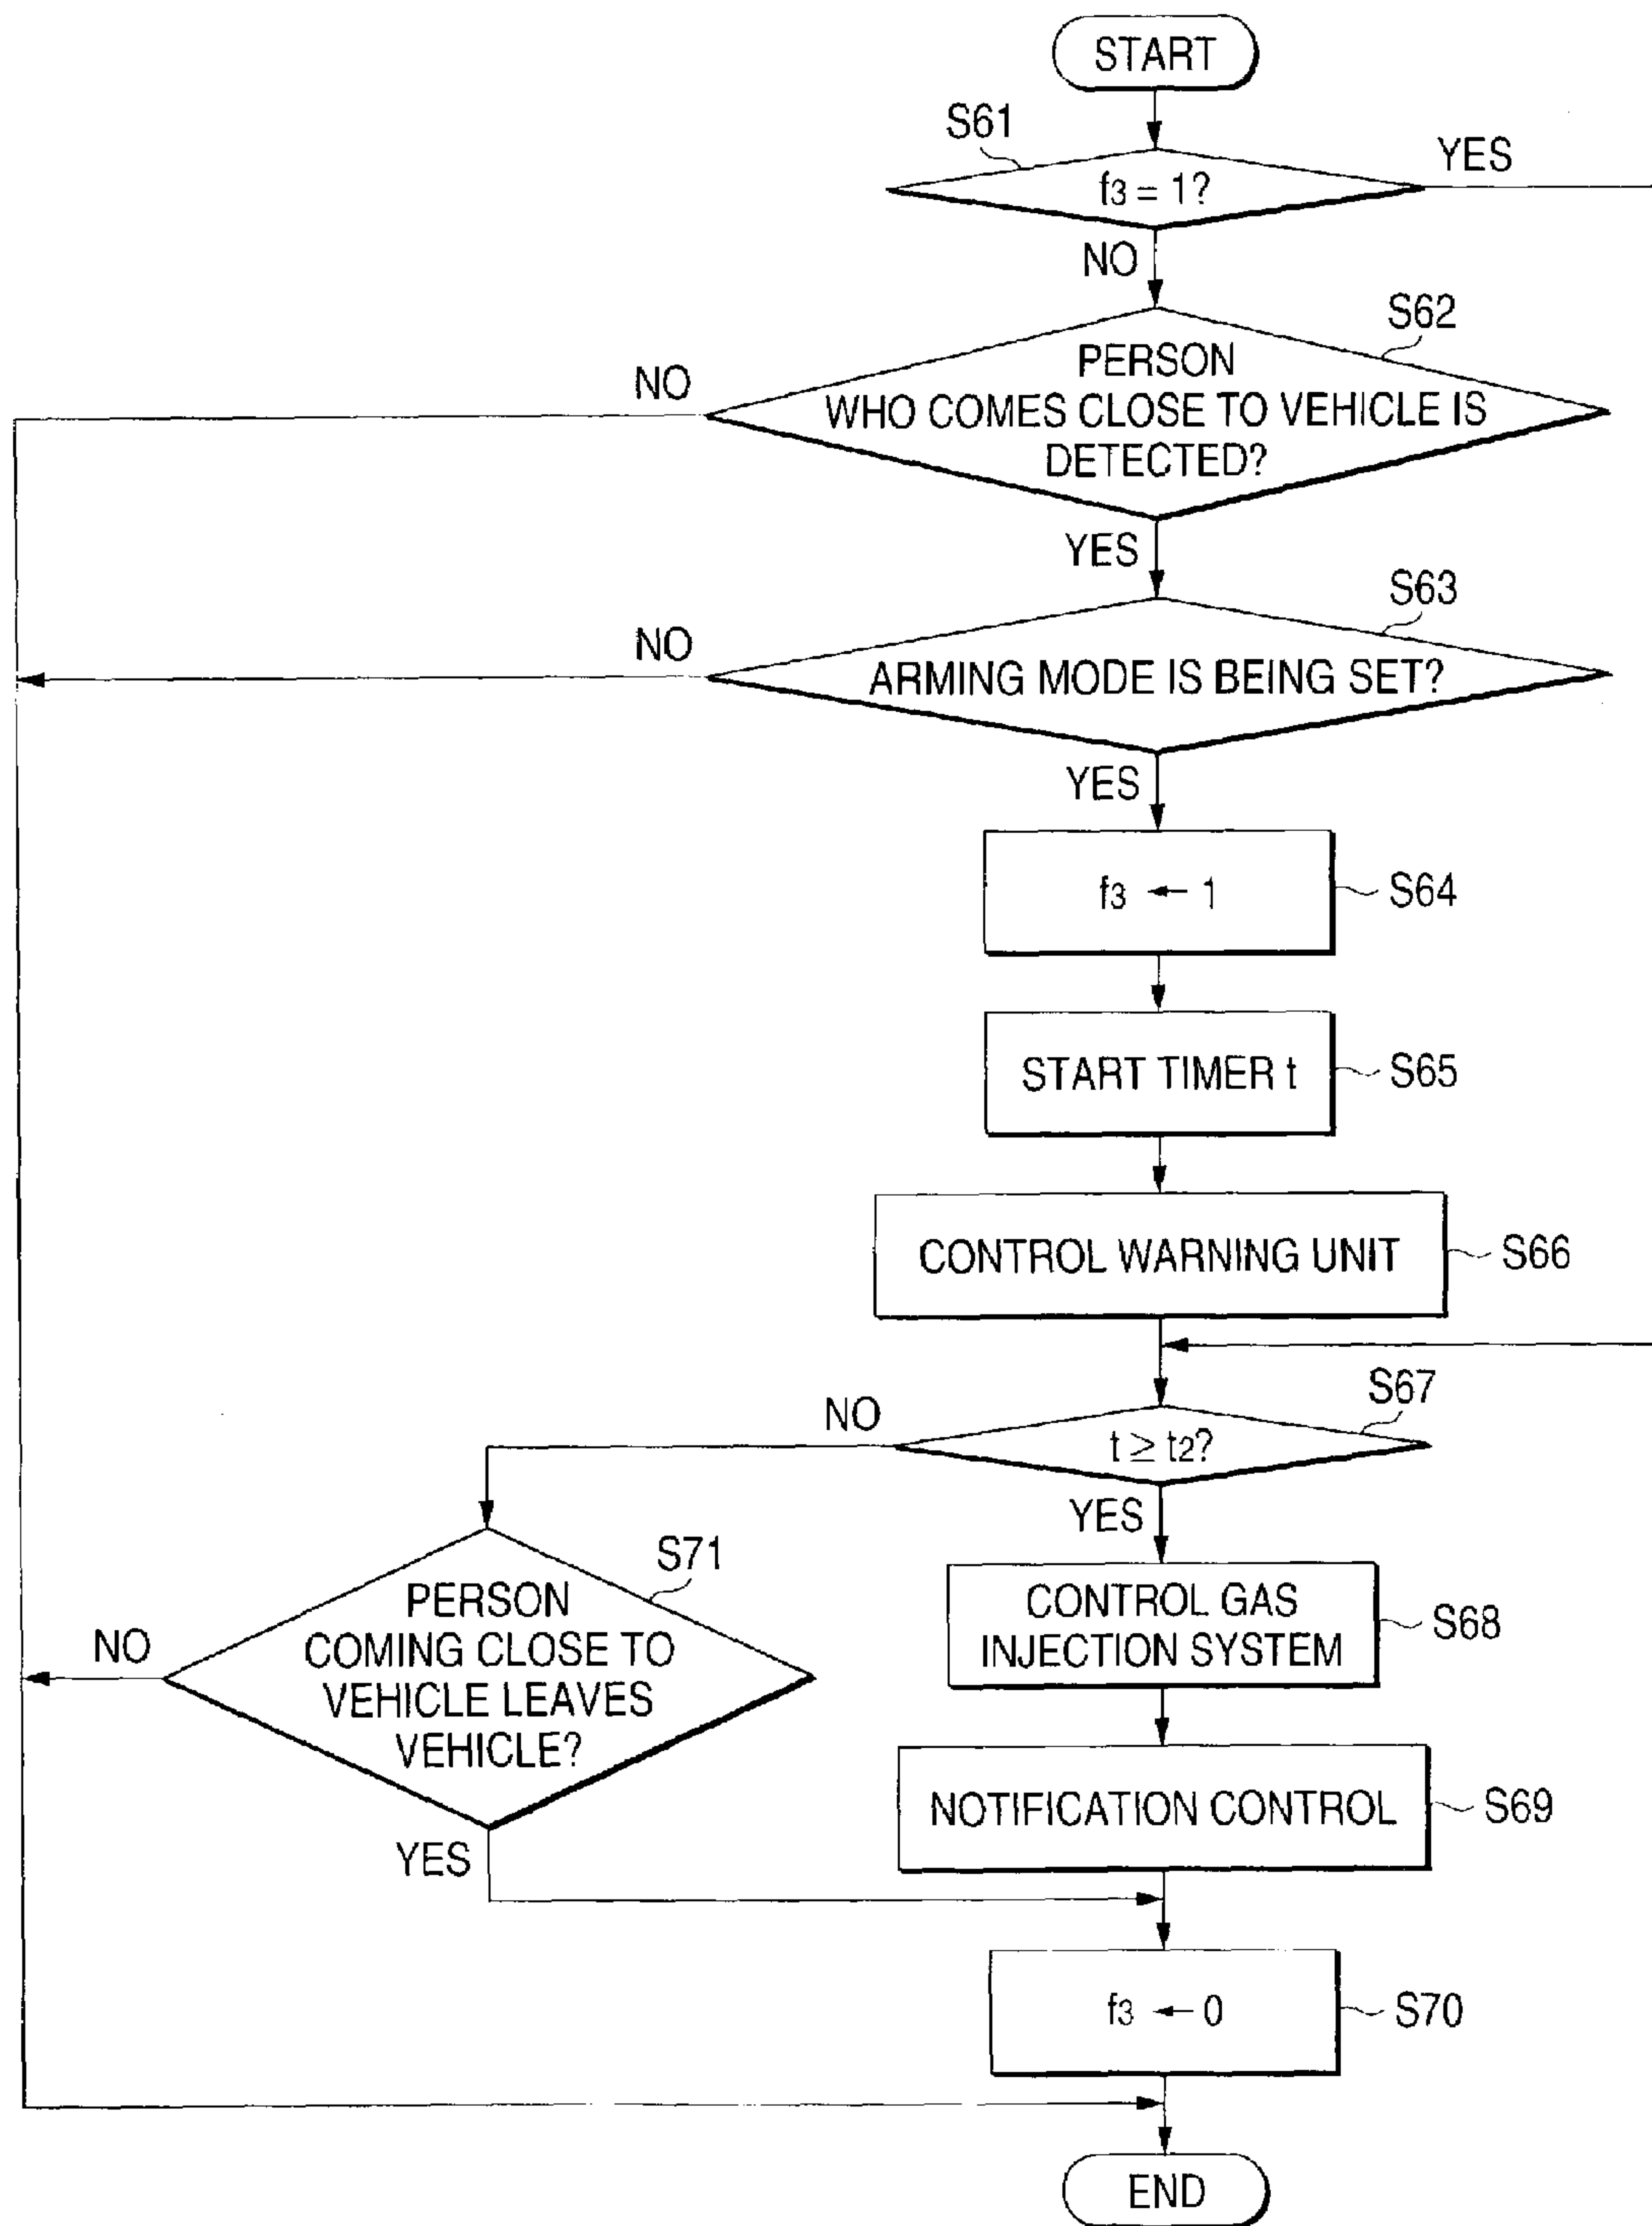 START
S61
YES
f3 = 1?
NO
S62
PERSON
NO
WHO COMES CLOSE TO VEHICLE IS
DETECTED?
YES
S63
NO
ARMING MODE IS BEING SET?
YES
f3 ← 1
S64
START TIMER t
S65
CONTROL WARNING UNIT
S66
S67
NO
t ≥ t2?
YES
S71
PERSON
COMING CLOSE TO
VEHICLE LEAVES
VEHICLE?
NO
YES
CONTROL GAS
INJECTION SYSTEM
S68
NOTIFICATION CONTROL
S69
f3 ← 0
S70
END